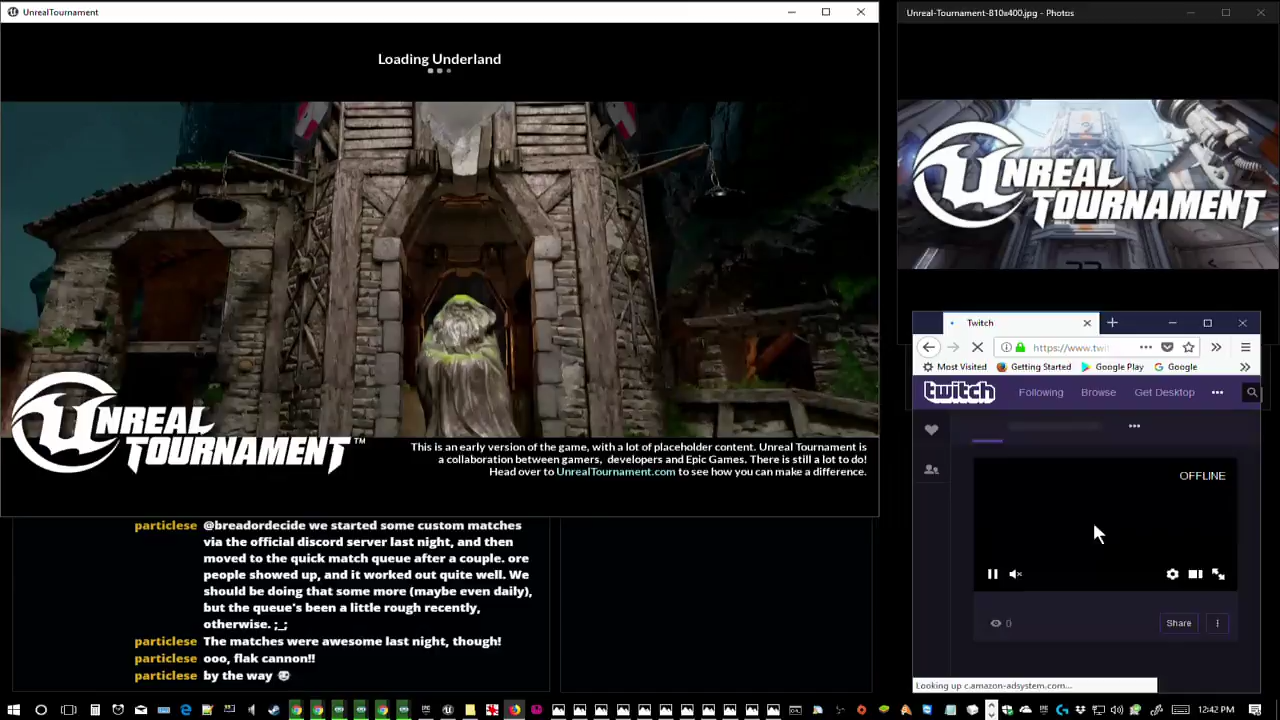 UnrealTournament
Loading Underland
UNREAL
TOURNAMENT™
This is an early version of the game, with a lot of placeholder content. Unreal Tournament is
a collaboration between gamers, developers and Epic Games. There is still a lot to do!
Head over to UnrealTournament.com to see how you can make a difference.
particlese @breadordecide we started some custom matches
via the official discord server last night, and then
moved to the quick match queue after a couple. ore
people showed up, and it worked out quite well. We
should be doing that some more (maybe even daily),
but the queue's been a little rough recently,
otherwise. ;_;
particlese The matches were awesome last night, though!
particlese ooo, flak cannon!!
particlese by the way
Unreal-Tournament-810x400.jpg - Photos
UNREAL
TOURNAMENT
Twitch
https://www.twi
Most Visited Getting Started Google Play Google
twitch Following Browse Get Desktop
OFFLINE
0
Share
Looking up c.amazon-adsystem.com...
12:42 PM